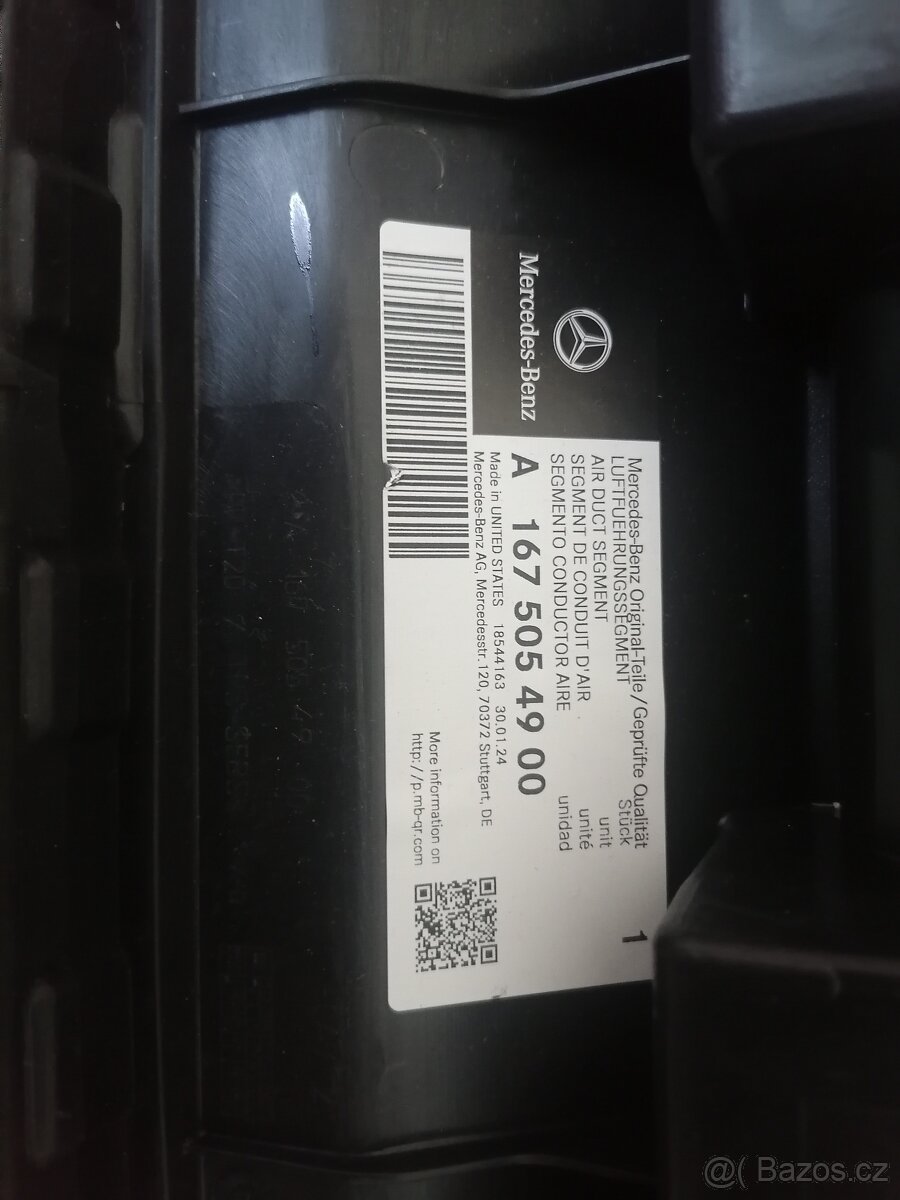 Mercedes-Benz
Mercedes-Benz Original-Teile/Geprüfte Qualität
LUFTFUEHRUNGSSEGMENT Stück 1
AIR DUCT SEGMENT unit
SEGMENT DE CONDUIT D'AIR unité
SEGMENTO CONDUCTOR AIRE unidad
A 167 505 49 00
Made in UNITED STATES 18544163 30.01.24
Mercedes-Benz AG, Mercedesstr.120, 70372 Stuttgart, DE
More information on
http://p.mb-qr.com
@( Bazos.cz